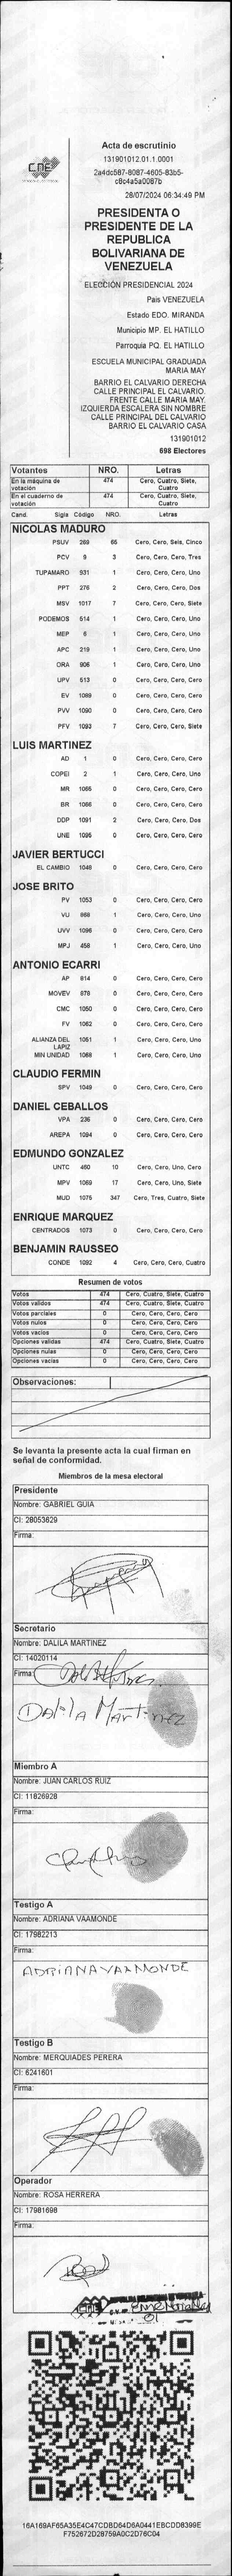 CNE
Acta de escrutinio
131901012.01.1.0001
2a4dc587-8087-4605-83b5-
c8c4a5a0087b
28/07/2024 06:34:49 PM
PRESIDENTA O
PRESIDENTE DE LA
REPUBLICA
BOLIVARIANA DE
VENEZUELA
ELECCIÓN PRESIDENCIAL 2024
Pais VENEZUELA
Estado EDO. MIRANDA
Municipio MP. EL HATILLO
Parroquia PQ. EL HATILLO
ESCUELA MUNICIPAL GRADUADA
MARIA MAY
BARRIO EL CALVARIO DERECHA
CALLE PRINCIPAL EL CALVARIO.
FRENTE CALLE MARIA MAY.
IZQUIERDA ESCALERA SIN NOMBRE
CALLE PRINCIPAL DEL CALVARIO
BARRIO EL CALVARIO CASA
131901012
698 Electores
Votantes NRO. Letras
En la máquina de votación 474 Cero, Cuatro, Siete, Cuatro
En el cuaderno de votación 474 Cero, Cuatro, Siete, Cuatro
Cand. Sigla Código NRO. Letras
NICOLAS MADURO
PSUV 269 65 Cero, Cero, Seis, Cinco
PCV 9 3 Cero, Cero, Cero, Tres
TUPAMARO 931 1 Cero, Cero, Cero, Uno
PPT 276 2 Cero, Cero, Cero, Dos
MSV 1017 7 Cero, Cero, Cero, Siete
PODEMOS 514 1 Cero, Cero, Cero, Uno
MEP 6 1 Cero, Cero, Cero, Uno
APC 219 1 Cero, Cero, Cero, Uno
ORA 906 1 Cero, Cero, Cero, Uno
UPV 513 0 Cero, Cero, Cero, Cero
EV 1089 0 Cero, Cero, Cero, Cero
PVV 1090 0 Cero, Cero, Cero, Cero
PFV 1093 7 Cero, Cero, Cero, Siete
LUIS MARTINEZ
AD 1 0 Cero, Cero, Cero, Cero
COPEI 2 1 Cero, Cero, Cero, Uno
MR 1065 0 Cero, Cero, Cero, Cero
BR 1066 0 Cero, Cero, Cero, Cero
DDP 1091 2 Cero, Cero, Cero, Dos
UNE 1095 0 Cero, Cero, Cero, Cero
JAVIER BERTUCCI
EL CAMBIO 1048 0 Cero, Cero, Cero, Cero
JOSE BRITO
PV 1053 0 Cero, Cero, Cero, Cero
VU 868 1 Cero, Cero, Cero, Uno
UVV 1096 0 Cero, Cero, Cero, Cero
MPJ 458 1 Cero, Cero, Cero, Uno
ANTONIO ECARRI
AP 814 0 Cero, Cero, Cero, Cero
MOVEV 878 0 Cero, Cero, Cero, Cero
CMC 1050 0 Cero, Cero, Cero, Cero
FV 1062 0 Cero, Cero, Cero, Cero
ALIANZA DEL LAPIZ 1051 1 Cero, Cero, Cero, Uno
MIN UNIDAD 1068 1 Cero, Cero, Cero, Uno
CLAUDIO FERMIN
SPV 1049 0 Cero, Cero, Cero, Cero
DANIEL CEBALLOS
VPA 236 0 Cero, Cero, Cero, Cero
AREPA 1094 0 Cero, Cero, Cero, Cero
EDMUNDO GONZALEZ
UNTC 460 10 Cero, Cero, Uno, Cero
MPV 1069 17 Cero, Cero, Uno, Siete
MUD 1075 347 Cero, Tres, Cuatro, Siete
ENRIQUE MARQUEZ
CENTRADOS 1073 0 Cero, Cero, Cero, Cero
BENJAMIN RAUSSEO
CONDE 1092 4 Cero, Cero, Cero, Cuatro
Resumen de votos
Votos 474 Cero, Cuatro, Siete, Cuatro
Votos validos 474 Cero, Cuatro, Siete, Cuatro
Votos parciales 0 Cero, Cero, Cero, Cero
Votos nulos 0 Cero, Cero, Cero, Cero
Votos vacios 0 Cero, Cero, Cero, Cero
Opciones validas 474 Cero, Cuatro, Siete, Cuatro
Opciones nulas 0 Cero, Cero, Cero, Cero
Opciones vacias 0 Cero, Cero, Cero, Cero
Observaciones:
Se levanta la presente acta la cual firman en
señal de conformidad.
Miembros de la mesa electoral
Presidente
Nombre: GABRIEL GUIA
CI: 28053629
Firma:
Secretario
Nombre: DALILA MARTINEZ
CI: 14020114
Firma:
Dalila Martinez
Miembro A
Nombre: JUAN CARLOS RUIZ
CI: 11826928
Firma:
Testigo A
Nombre: ADRIANA VAAMONDE
CI: 17982213
Firma:
ADRIANA VAAMONDE
Testigo B
Nombre: MERQUIADES PERERA
CI: 6241601
Firma:
Operador
Nombre: ROSA HERRERA
CI: 17981698
Firma:
CNE
01
16A169AF65A35E4C47CDBD64D6A0441EBCDD8399E
F752672D28759A0C2D76C04